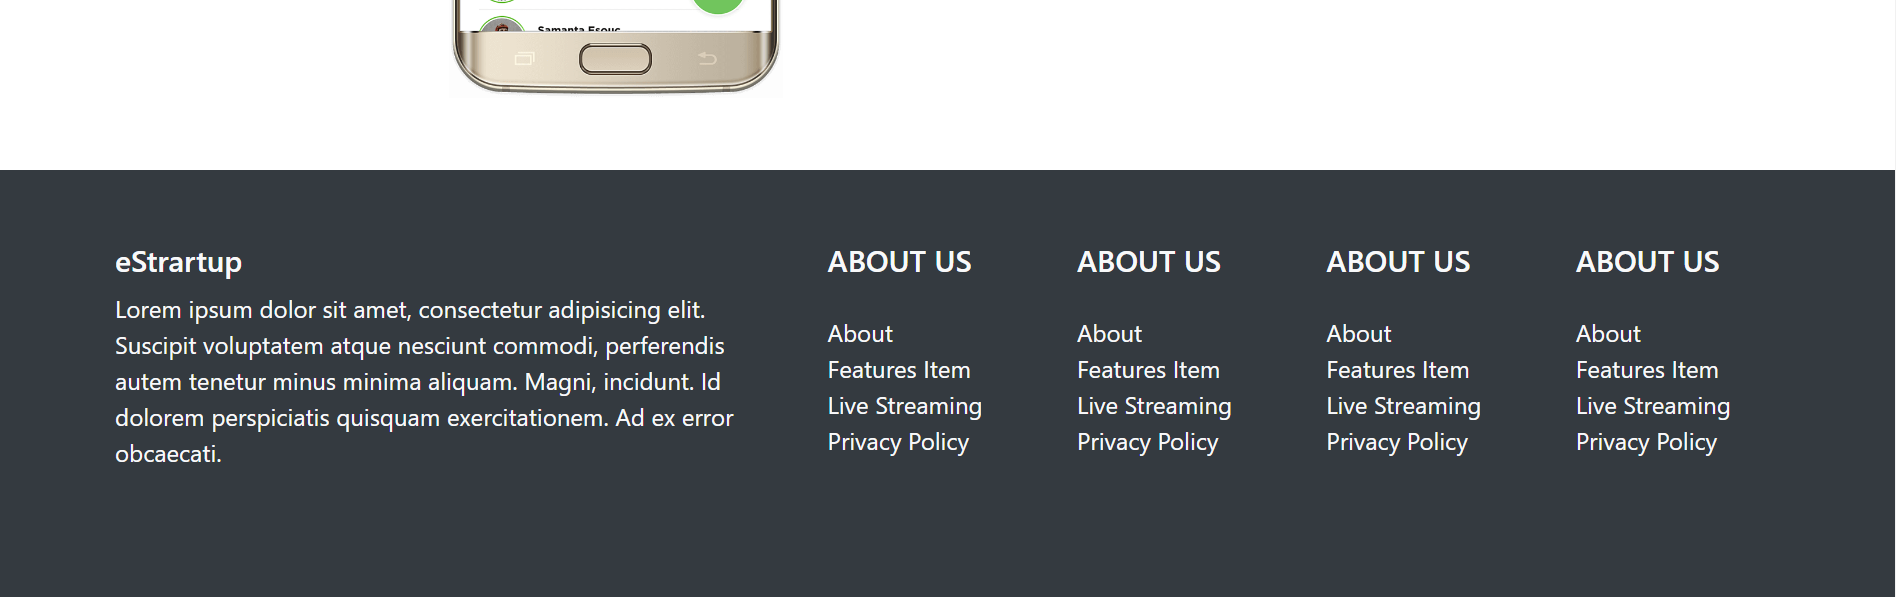 Samanta Esouc
eStrartup
Lorem ipsum dolor sit amet, consectetur adipisicing elit.
Suscipit voluptatem atque nesciunt commodi, perferendis
autem tenetur minus minima aliquam. Magni, incidunt. Id
dolorem perspiciatis quisquam exercitationem. Ad ex error
obcaecati.
ABOUT US
About
Features Item
Live Streaming
Privacy Policy
ABOUT US
About
Features Item
Live Streaming
Privacy Policy
ABOUT US
About
Features Item
Live Streaming
Privacy Policy
ABOUT US
About
Features Item
Live Streaming
Privacy Policy